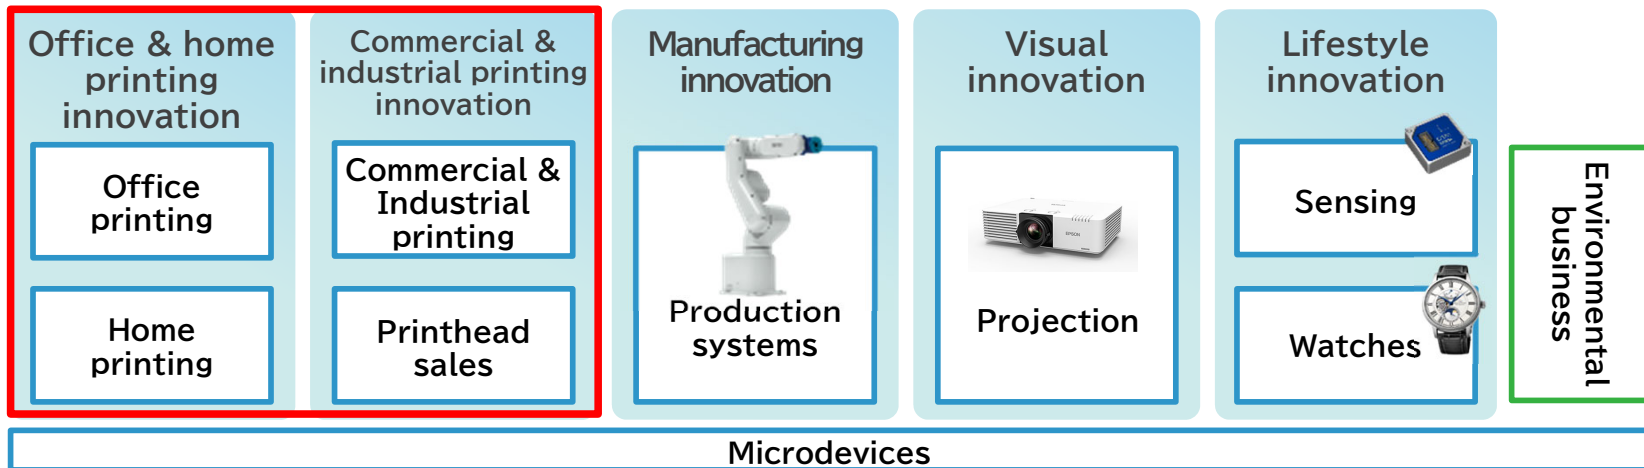 Office & home
printing
innovation
Office
printing
Home
printing
Commercial &
industrial printing
innovation
Commercial &
Industrial
printing
Printhead
sales
Manufacturing
innovation
Production
systems
Visual
innovation
EPSON
Projection
Lifestyle
innovation
Sensing
Watches
Environmental
business
Microdevices